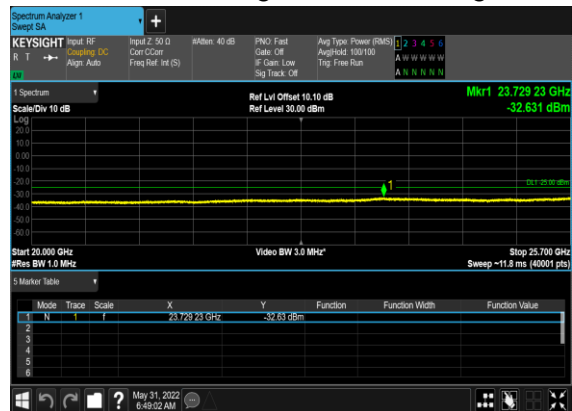 Spectrum Analyzer 1
Swept SA
+
KEYSIGHT Input: RF Input Z: 50 Ω #Atten: 40 dB PNO: Fast Avg Type: Power (RMS) 1 2 3 4 5 6
R T Coupling: DC Corr CCorr Gate: Off Avg|Hold: 100/100 A W W W W W
Align: Auto Freq Ref: Int (S) IF Gain: Low Trig: Free Run
Sig Track: Off A N N N N N
1 Spectrum Ref Lvl Offset 10.10 dB Mkr1 23.729 23 GHz
Scale/Div 10 dB Ref Level 30.00 dBm -32.631 dBm
Log
20.0
10.0
0.00
-10.0
-20.0
1
DL1 -25.00 dBm
-30.0
-40.0
-50.0
-60.0
Start 20.000 GHz Video BW 3.0 MHz* Stop 25.700 GHz
#Res BW 1.0 MHz Sweep ~11.8 ms (40001 pts)
5 Marker Table
Mode Trace Scale X Y Function Function Width Function Value
1 N 1 f 23.729 23 GHz -32.63 dBm
2
3
4
5
6
? May 31, 2022
6:49:02 AM